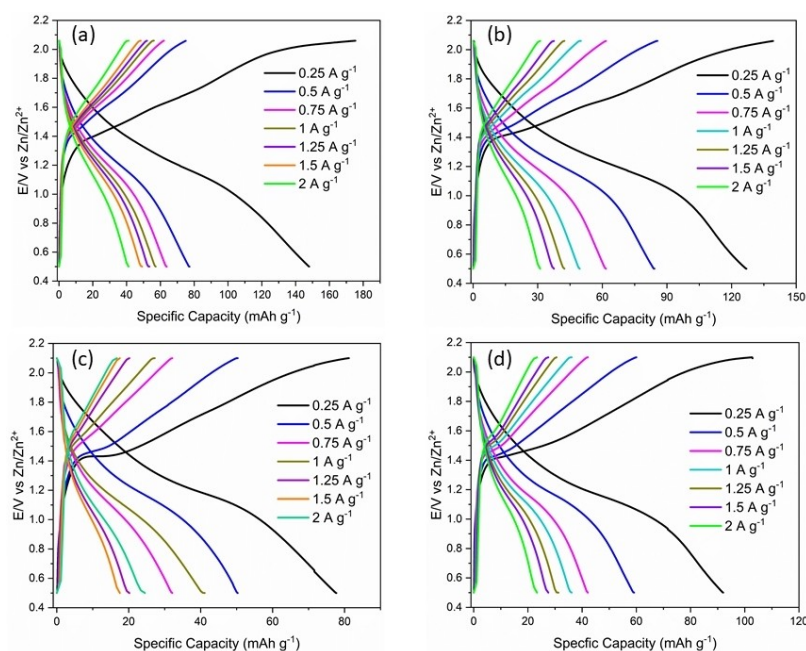 (a)
0.25 A g⁻¹
0.5 A g⁻¹
0.75 A g⁻¹
1 A g⁻¹
1.25 A g⁻¹
1.5 A g⁻¹
2 A g⁻¹
E/V vs Zn/Zn²⁺
2.2
2.0
1.8
1.6
1.4
1.2
1.0
0.8
0.6
0.4
0 20 40 60 80 100 120 140 160 180
Specific Capacity (mAh g⁻¹)
(b)
0.25 A g⁻¹
0.5 A g⁻¹
0.75 A g⁻¹
1 A g⁻¹
1.25 A g⁻¹
1.5 A g⁻¹
2 A g⁻¹
E/V vs Zn/Zn²⁺
2.2
2.0
1.8
1.6
1.4
1.2
1.0
0.8
0.6
0.4
0 30 60 90 120 150
Specific Capacity (mAh g⁻¹)
(c)
0.25 A g⁻¹
0.5 A g⁻¹
0.75 A g⁻¹
1 A g⁻¹
1.25 A g⁻¹
1.5 A g⁻¹
2 A g⁻¹
E/V vs Zn/Zn²⁺
2.2
2.0
1.8
1.6
1.4
1.2
1.0
0.8
0.6
0.4
0 20 40 60 80
Specific Capacity (mAh g⁻¹)
(d)
0.25 A g⁻¹
0.5 A g⁻¹
0.75 A g⁻¹
1 A g⁻¹
1.25 A g⁻¹
1.5 A g⁻¹
2 A g⁻¹
E/V vs Zn/Zn²⁺
2.2
2.0
1.8
1.6
1.4
1.2
1.0
0.8
0.6
0.4
0 20 40 60 80 100 120
Specific Capacity (mAh g⁻¹)